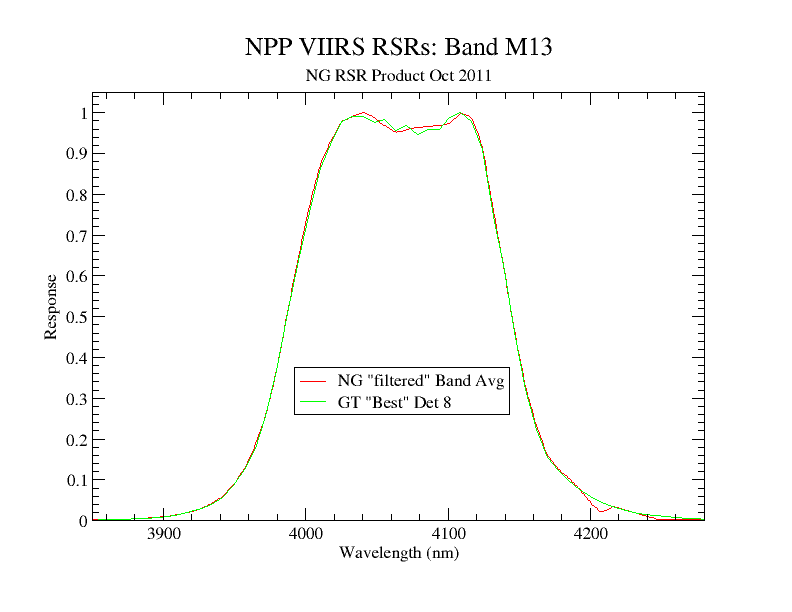 NPP VIIRS RSRs: Band M13
NG RSR Product Oct 2011
1
0.9
0.8
0.7
0.6
0.5
0.4
0.3
0.2
0.1
0
Response
NG "filtered" Band Avg
GT "Best" Det 8
3900 4000 4100 4200
Wavelength (nm)